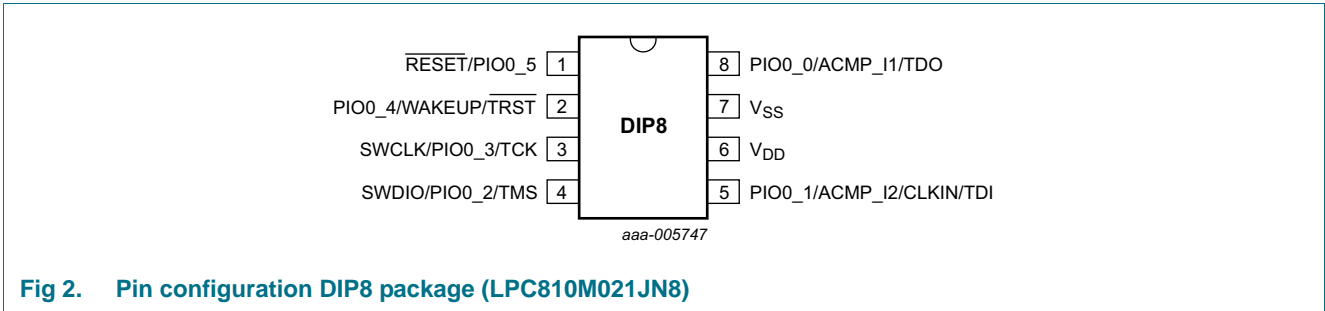 RESET/PIO0_5 1
8 PIO0_0/ACMP_I1/TDO
PIO0_4/WAKEUP/TRST 2
7 VSS
DIP8
SWCLK/PIO0_3/TCK 3
6 VDD
SWDIO/PIO0_2/TMS 4
5 PIO0_1/ACMP_I2/CLKIN/TDI
aaa-005747
Fig 2. Pin configuration DIP8 package (LPC810M021JN8)